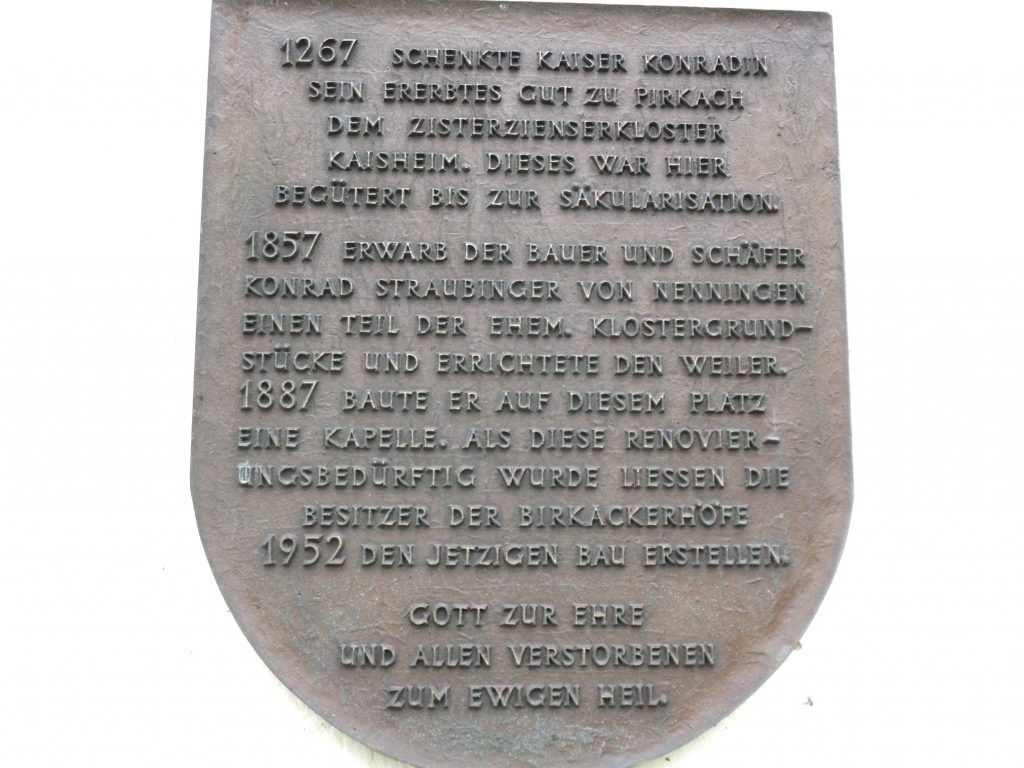 1267 SCHENKTE KAISER KONRADIN
SEIN ERERBTES GUT ZU PIRKACH
DEM ZISTERZIENSERKLOSTER
KAISHEIM. DIESES WAR HIER
BEGÜTERT BIS ZUR SÄKULARISATION.
1857 ERWARB DER BAUER UND SCHÄFER
KONRAD STRAUBINGER VON NENNINGEN
EINEN TEIL DER EHEM. KLOSTERGRUND-
STÜCKE UND ERRICHTETE DEN WEILER.
1887 BAUTE ER AUF DIESEM PLATZ
EINE KAPELLE. ALS DIESE RENOVIER-
UNGSBEDÜRFTIG WURDE LIESSEN DIE
BESITZER DER BIRKACKERHÖFE
1952 DEN JETZIGEN BAU ERSTELLEN.
GOTT ZUR EHRE
UND ALLEN VERSTORBENEN
ZUM EWIGEN HEIL.